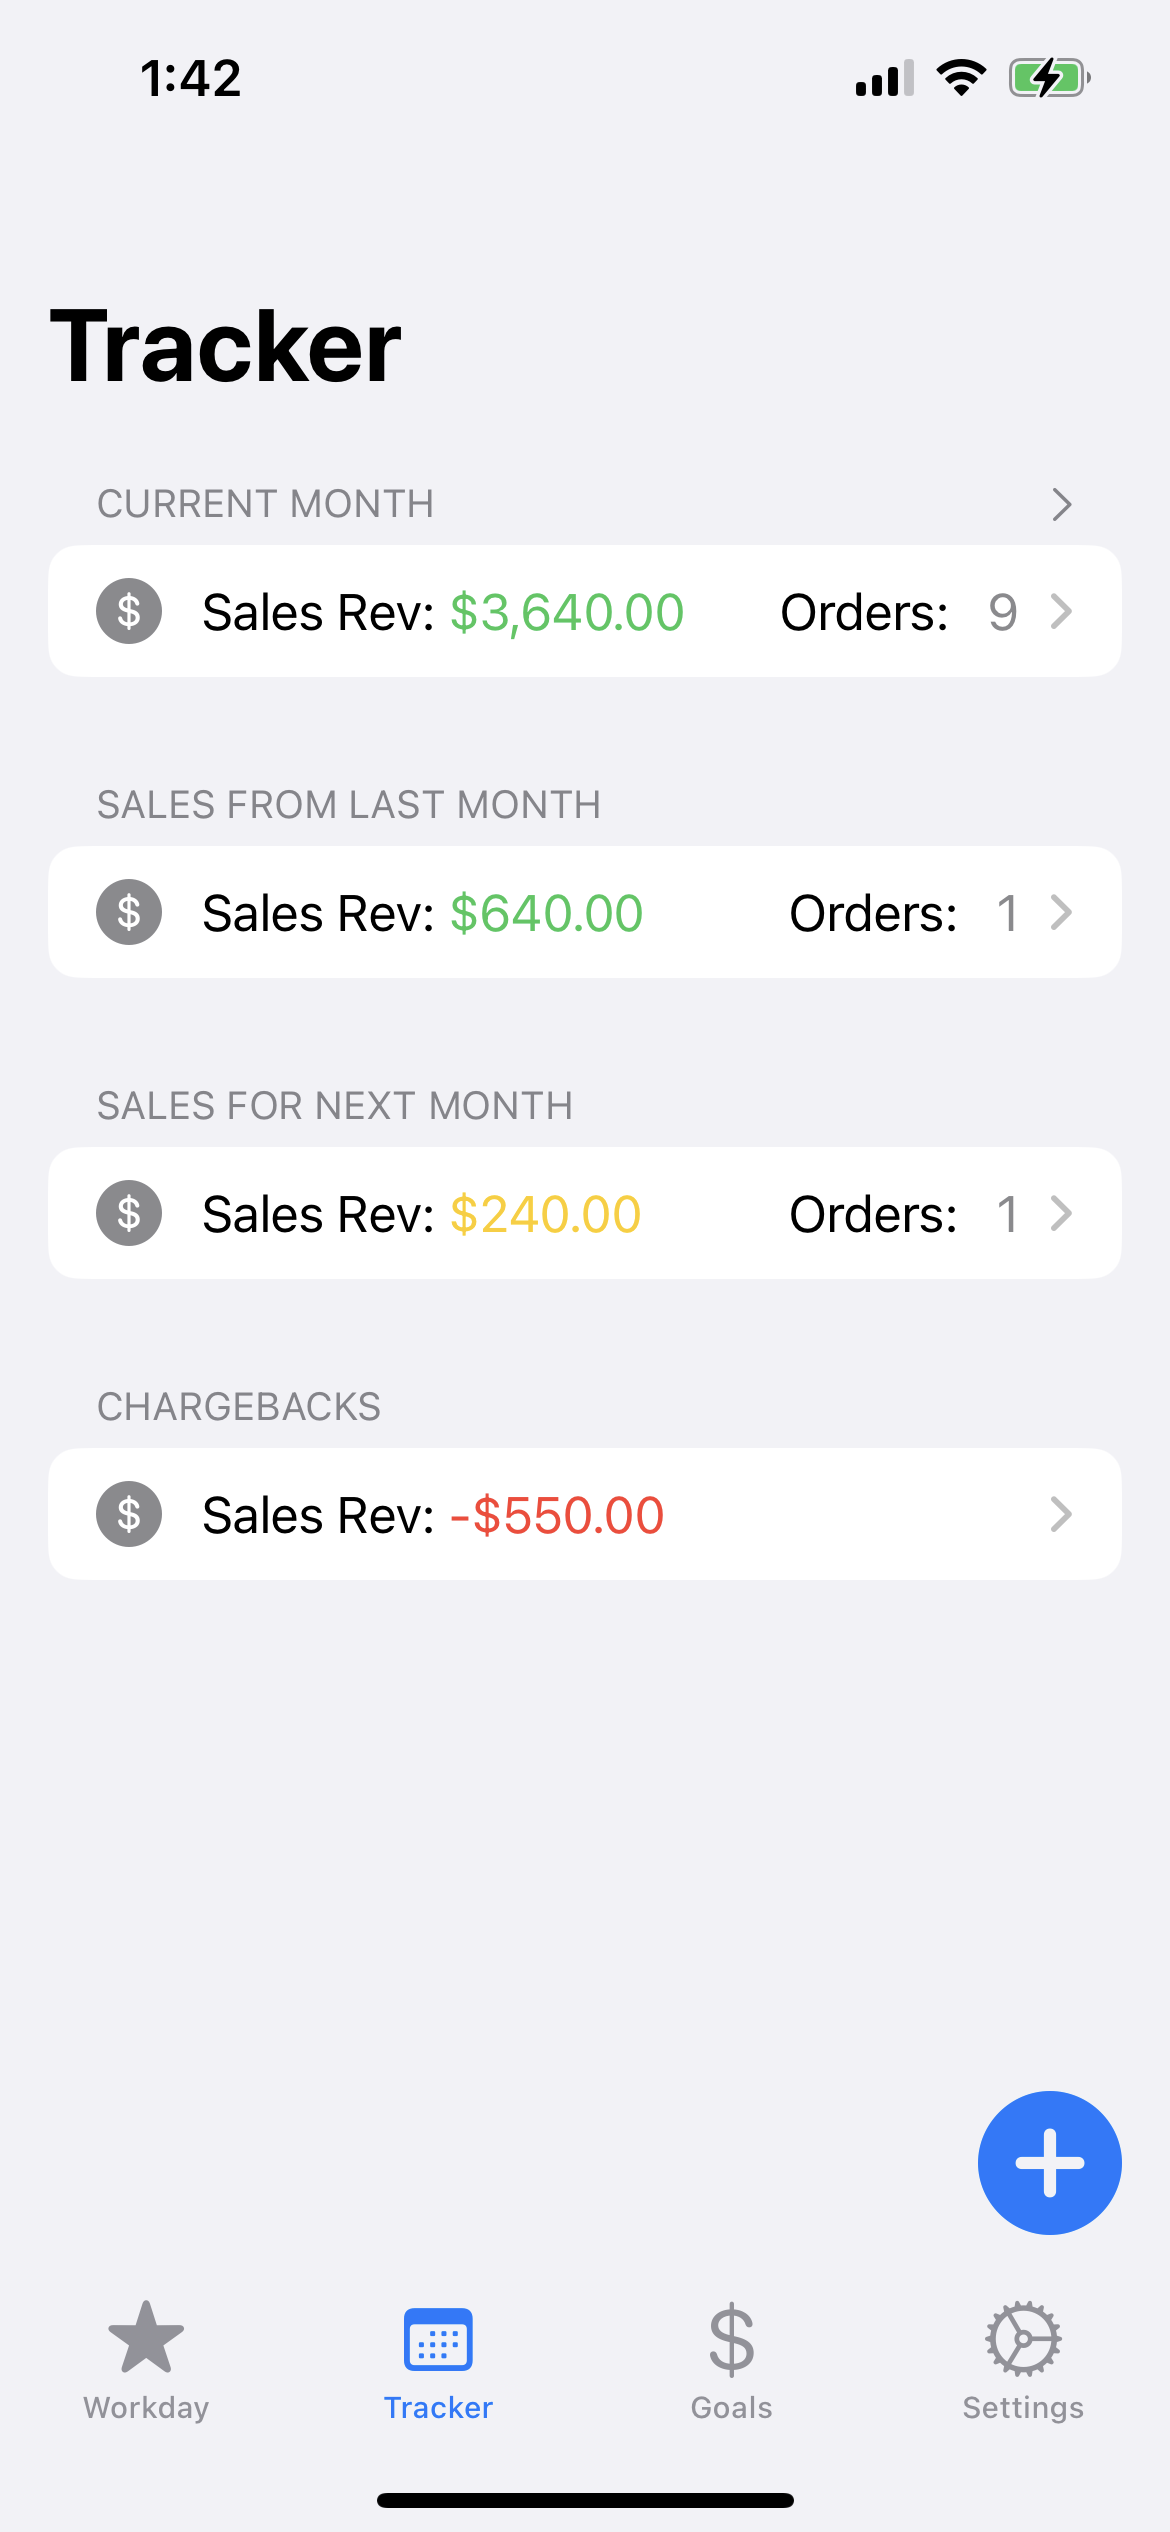 1:42
Tracker
CURRENT MONTH
$ Sales Rev: $3,640.00 Orders: 9
SALES FROM LAST MONTH
$ Sales Rev: $640.00 Orders: 1
SALES FOR NEXT MONTH
$ Sales Rev: $240.00 Orders: 1
CHARGEBACKS
$ Sales Rev: -$550.00
$
Workday Tracker Goals Settings